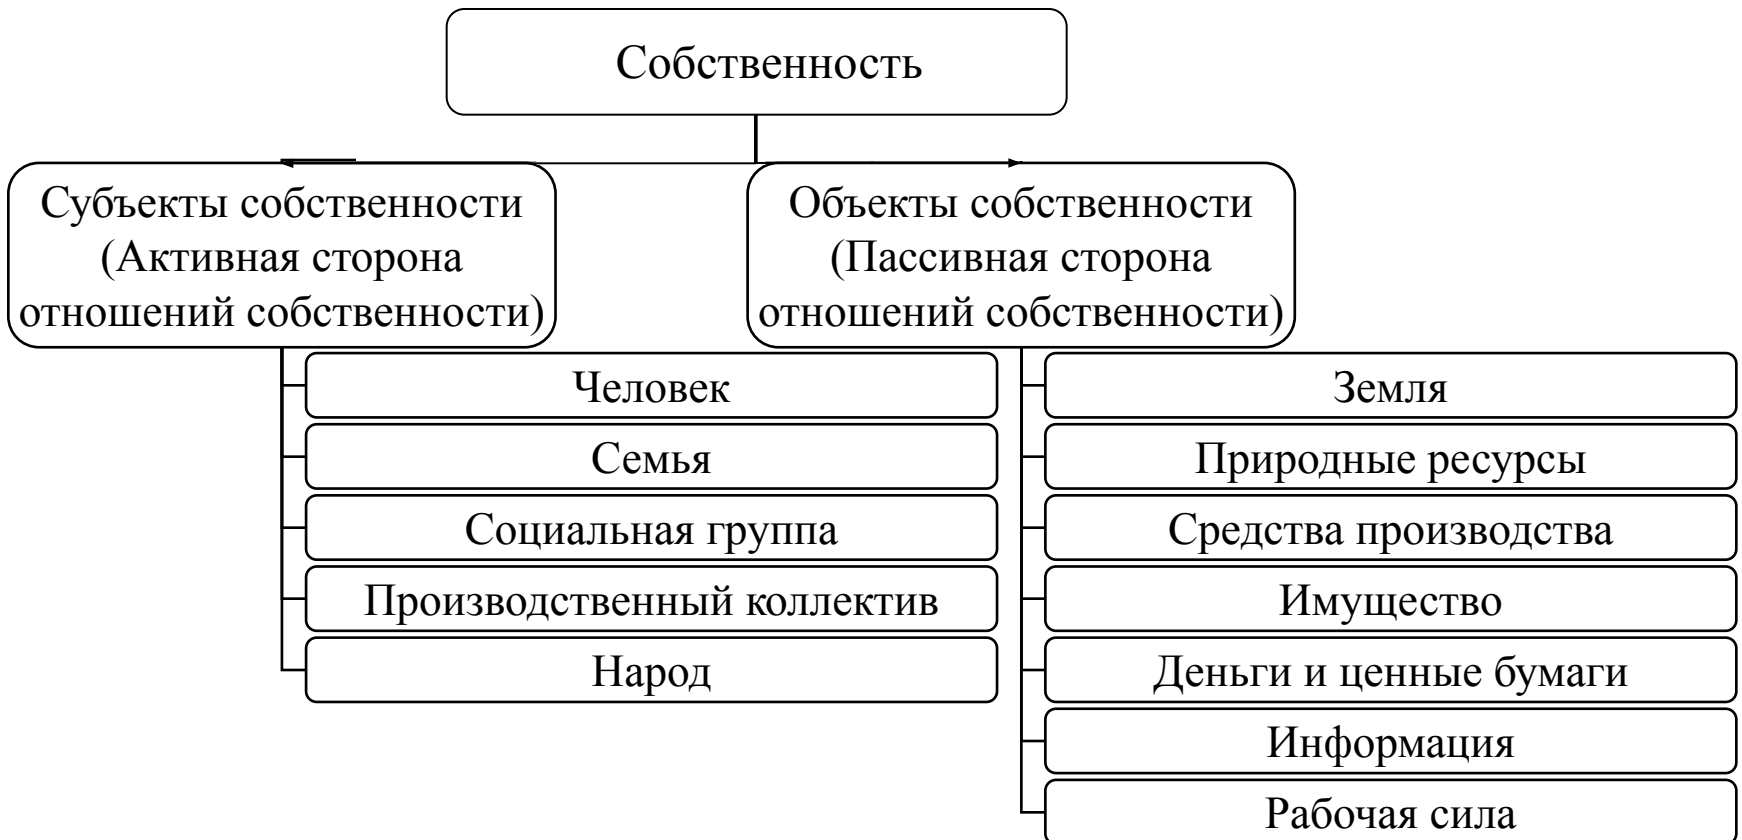 Собственность
Субъекты собственности
(Активная сторона
отношений собственности)
Человек
Семья
Социальная группа
Производственный коллектив
Народ
Объекты собственности
(Пассивная сторона
отношений собственности)
Земля
Природные ресурсы
Средства производства
Имущество
Деньги и ценные бумаги
Информация
Рабочая сила